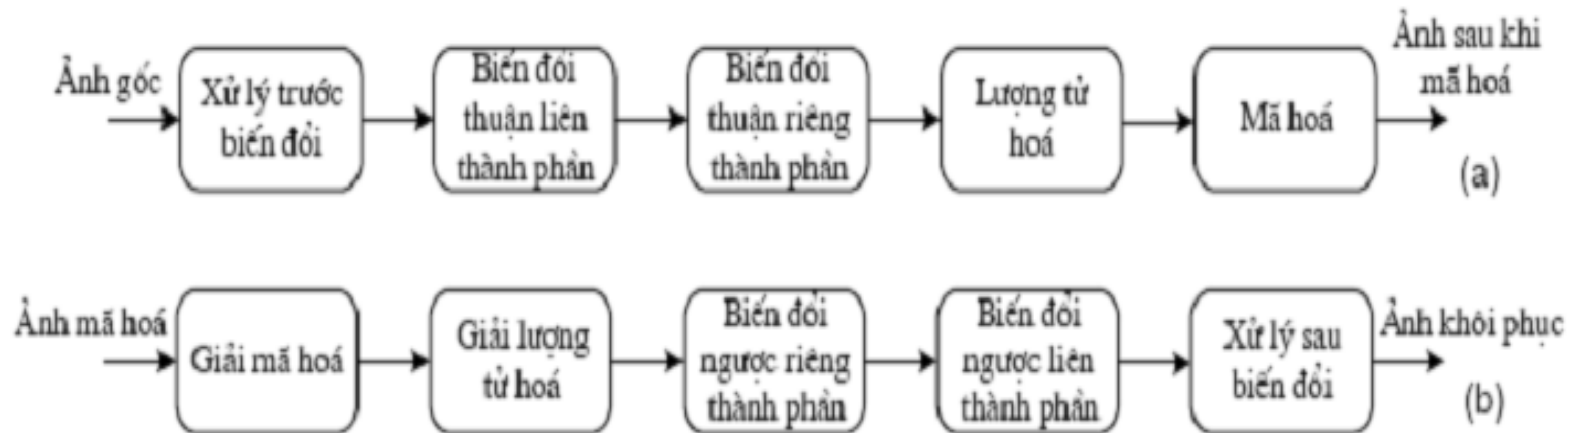 Ảnh gốc
Xử lý trước
biến đổi
Biến đổi
thuận liên
thành phần
Biến đổi
thuận riêng
thành phần
Lượng tử
hoá
Mã hoá
Ảnh sau khi
mã hoá
(a)
Ảnh mã hoá
Giải mã hoá
Giải lượng
tử hoá
Biến đổi
ngược riêng
thành phần
Biến đổi
ngược liên
thành phần
Xử lý sau
biến đổi
Ảnh khôi phục
(b)